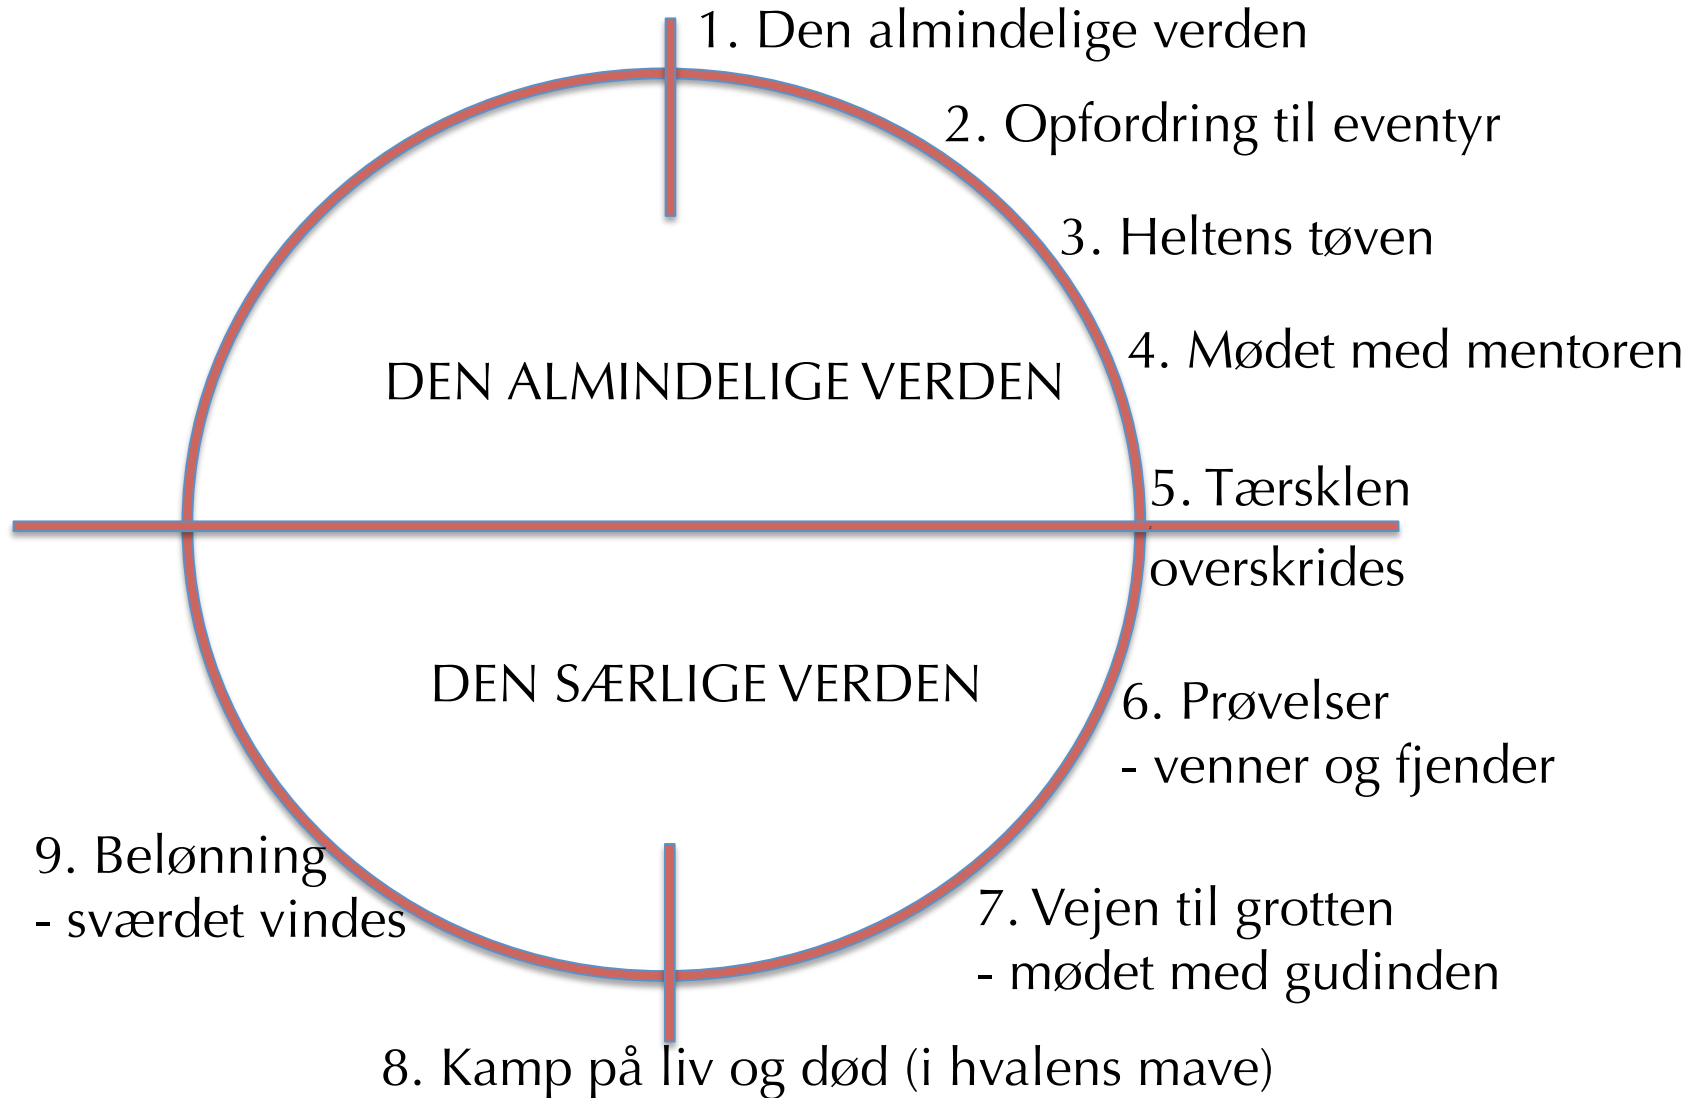 1. Den almindelige verden
2. Opfordring til eventyr
3. Heltens tøven
4. Mødet med mentoren
DEN ALMINDELIGE VERDEN
5. Tærsklen
overskrides
DEN SÆRLIGE VERDEN
6. Prøvelser
- venner og fjender
7. Vejen til grotten
- mødet med gudinden
8. Kamp på liv og død (i hvalens mave)
9. Belønning
- sværdet vindes